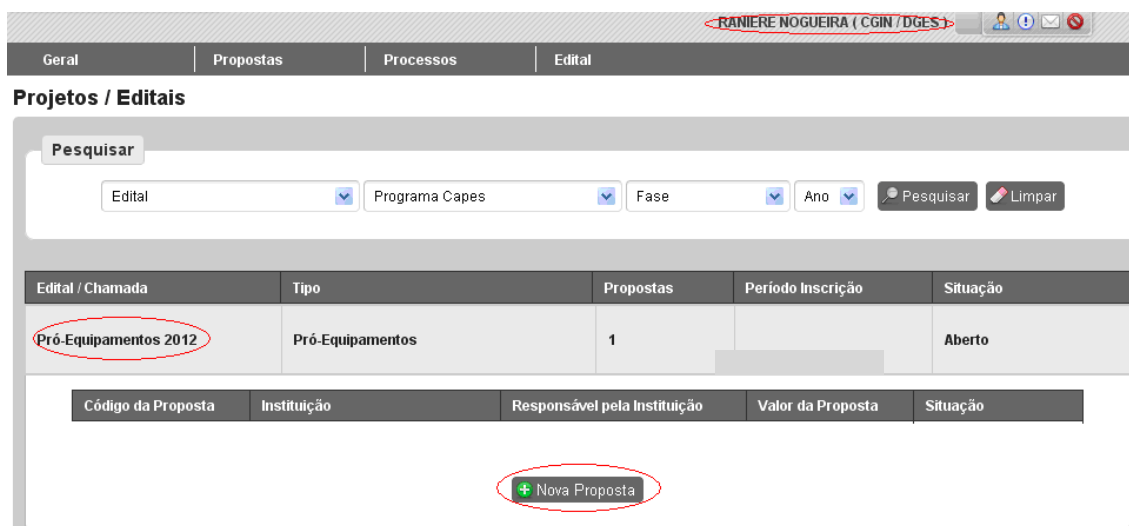 RANIERE NOGUEIRA ( CGIN / DGES )
Geral Propostas Processos Edital
Projetos / Editais
Pesquisar
Edital Programa Capes Fase Ano Pesquisar Limpar
Edital / Chamada Tipo Propostas Período Inscrição Situação
Pró-Equipamentos 2012 Pró-Equipamentos 1 Aberto
Código da Proposta Instituição Responsável pela Instituição Valor da Proposta Situação
Nova Proposta